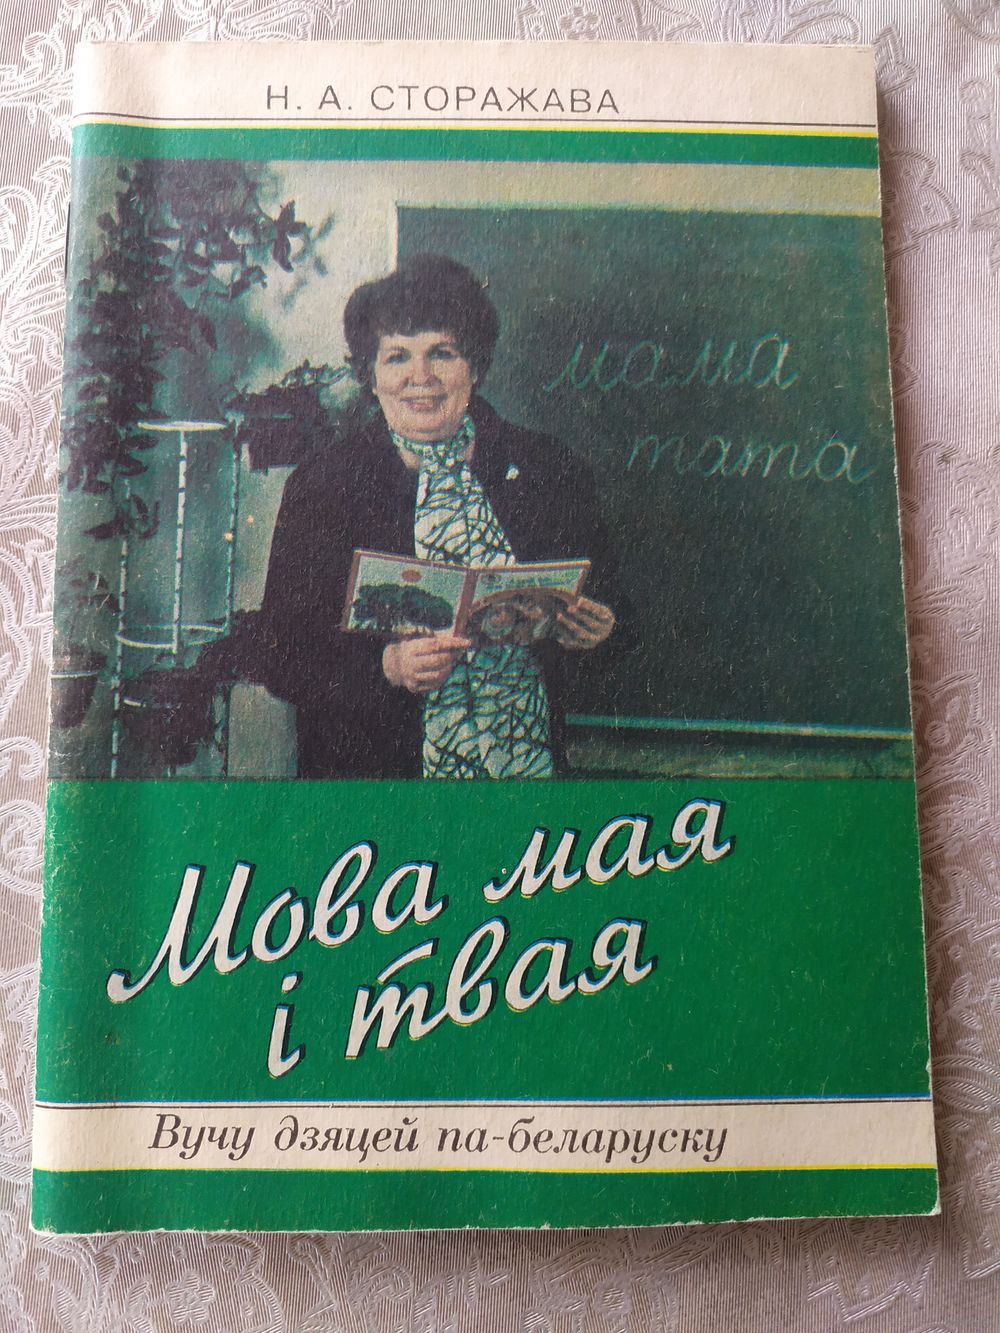 Н. А. СТОРАЖАВА
мама
тата
Мова мая
і твая
Вучу дзяцей па-беларуску